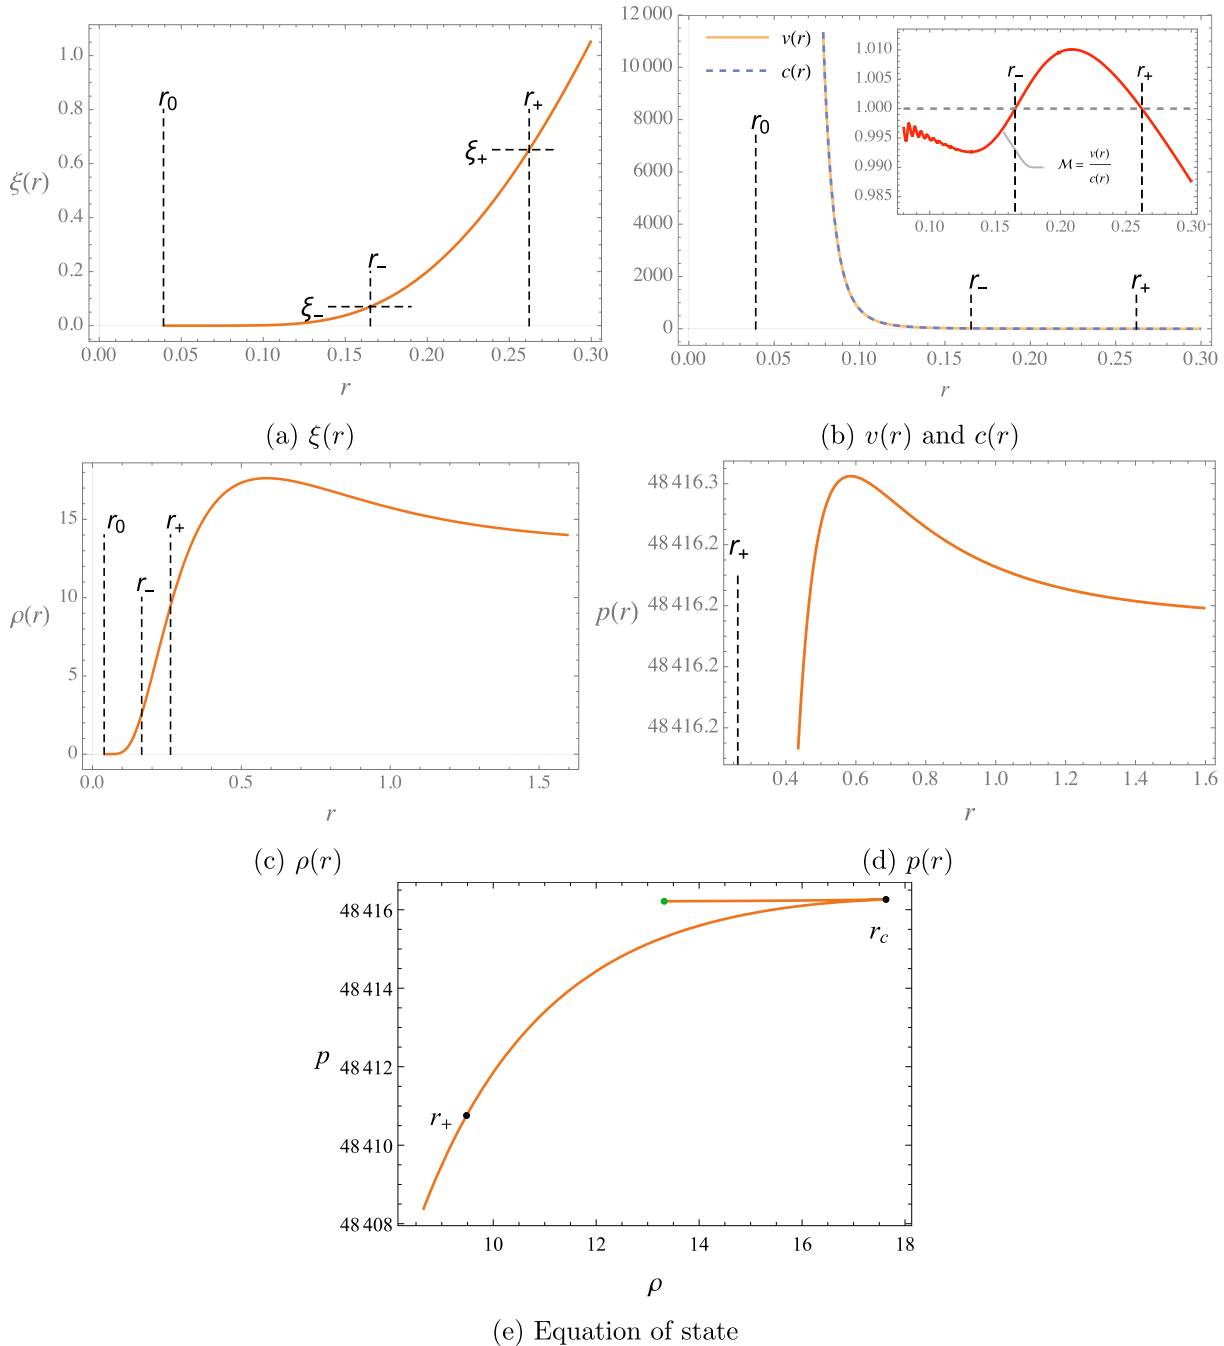 ξ(r)
1.0
0.8
0.6
0.4
0.2
0.0
r₀
r₊
ξ₊
r₋
ξ₋
0.00 0.05 0.10 0.15 0.20 0.25 0.30
r
(a) ξ(r)
12 000
10 000
8000
6000
4000
2000
0
v(r)
c(r)
r₀
r₋
r₊
1.010
1.005
1.000
0.995
0.990
0.985
r₋
r₊
M = v(r)/c(r)
0.10 0.15 0.20 0.25 0.30
0.00 0.05 0.10 0.15 0.20 0.25 0.30
r
(b) v(r) and c(r)
ρ(r)
15
10
5
0
r₀
r₊
r₋
0.0 0.5 1.0 1.5
r
(c) ρ(r)
p(r)
48 416.3
48 416.2
48 416.2
48 416.2
48 416.2
r₊
0.4 0.6 0.8 1.0 1.2 1.4 1.6
r
(d) p(r)
p
48 416
48 414
48 412
48 410
48 408
r_c
r₊
10 12 14 16 18
ρ
(e) Equation of state